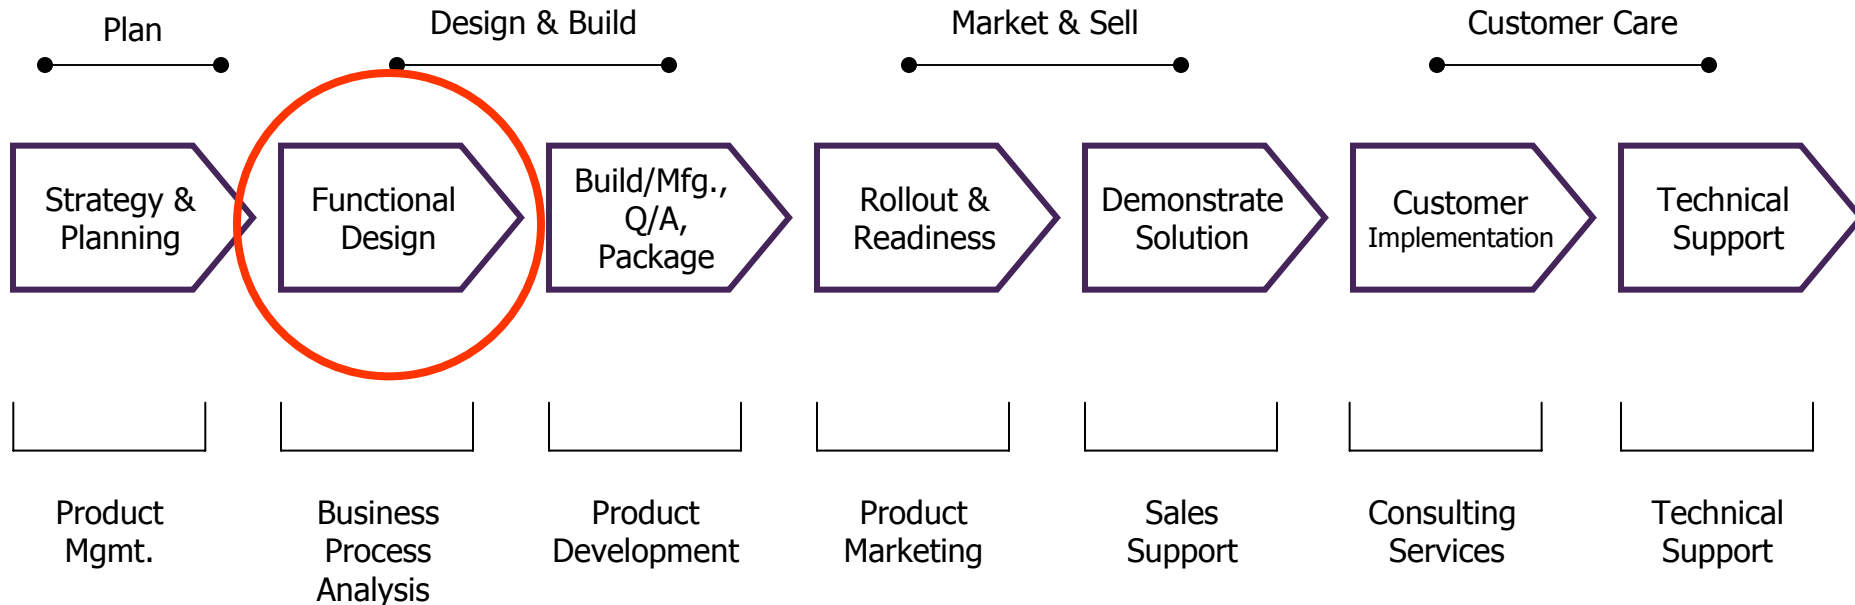 Plan
Design & Build
Market & Sell
Customer Care
Strategy &
Planning
Functional
Design
Build/Mfg.,
Q/A,
Package
Rollout &
Readiness
Demonstrate
Solution
Customer
Implementation
Technical
Support
Product
Mgmt.
Business
Process
Analysis
Product
Development
Product
Marketing
Sales
Support
Consulting
Services
Technical
Support